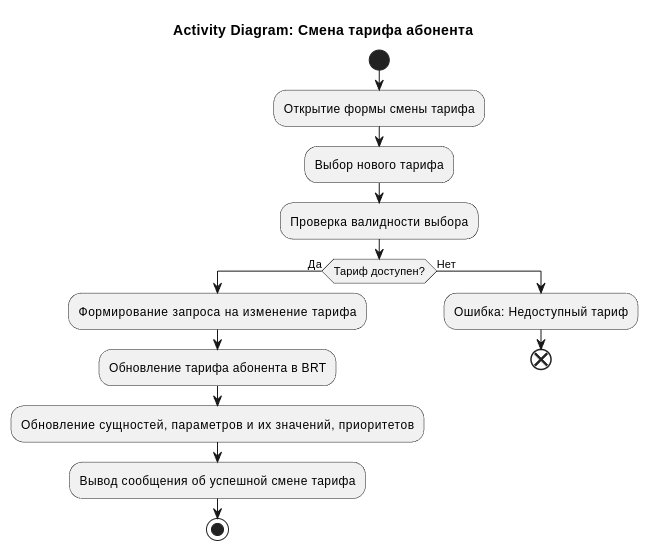 Activity Diagram: Смена тарифа абонента
Открытие формы смены тарифа
Выбор нового тарифа
Проверка валидности выбора
Да
Тариф доступен?
Нет
Формирование запроса на изменение тарифа
Ошибка: Недоступный тариф
Обновление тарифа абонента в BRT
Обновление сущностей, параметров и их значений, приоритетов
Вывод сообщения об успешной смене тарифа